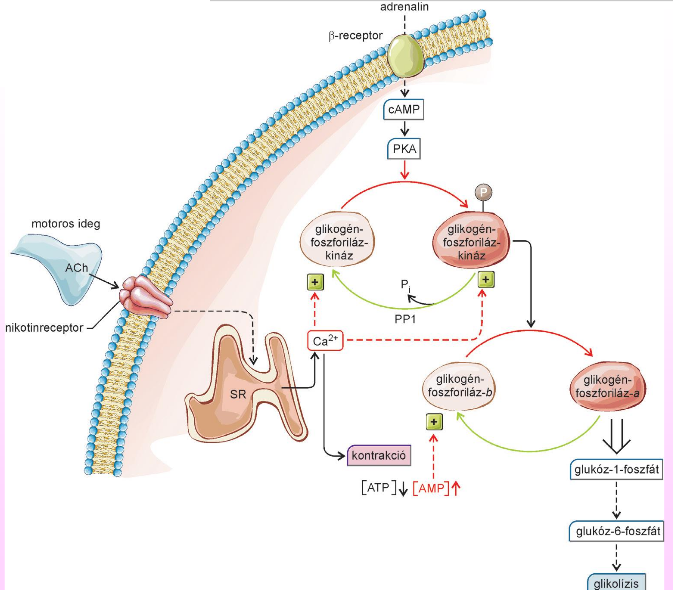 adrenalin
β-receptor
cAMP
PKA
P
motoros ideg
ACh
nikotinreceptor
glikogén-
foszforiláz-
kináz
glikogén-
foszforiláz-
kináz
+
+
Pi
PP1
Ca2+
SR
glikogén-
foszforiláz-b
glikogén-
foszforiláz-a
+
kontrakció
[ATP]↓ [AMP]↑
glukóz-1-foszfát
glukóz-6-foszfát
glikolízis